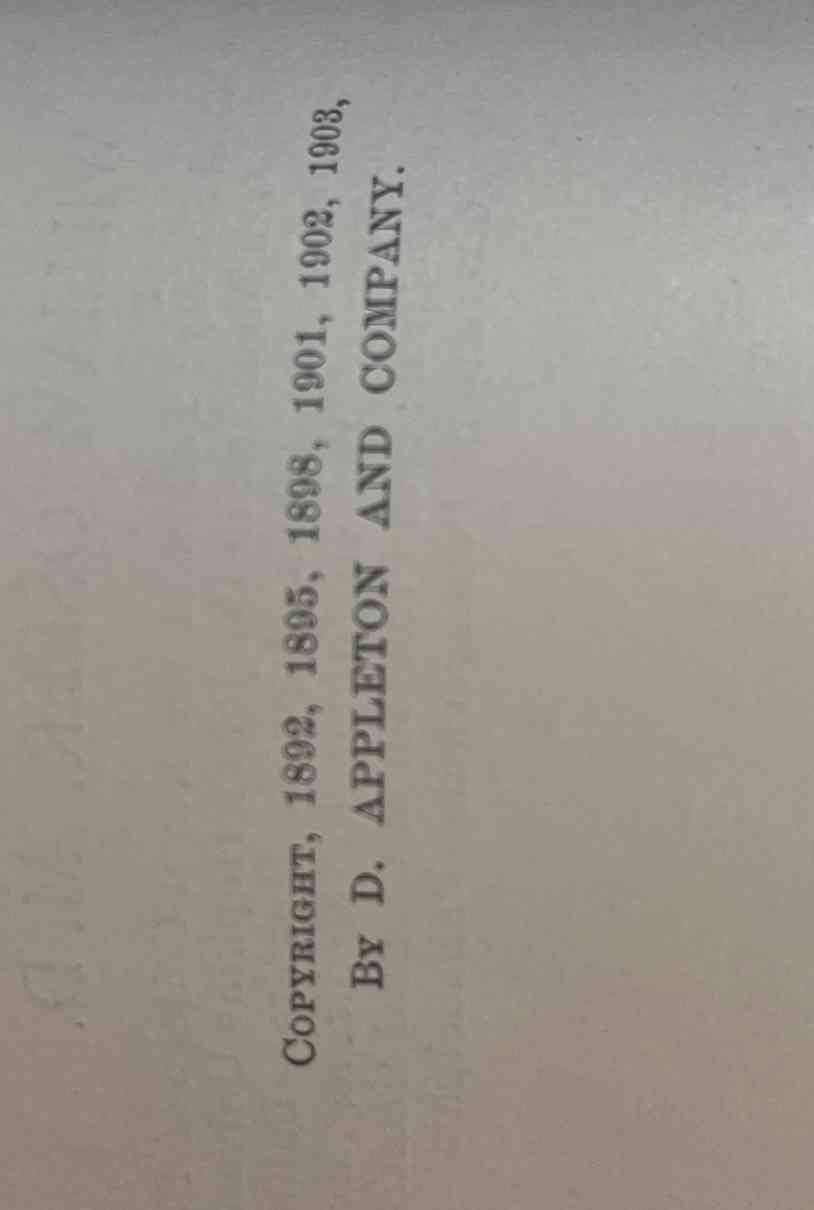 Copyright, 1892, 1895, 1898, 1901, 1902, 1903,
By D. APPLETON AND COMPANY.